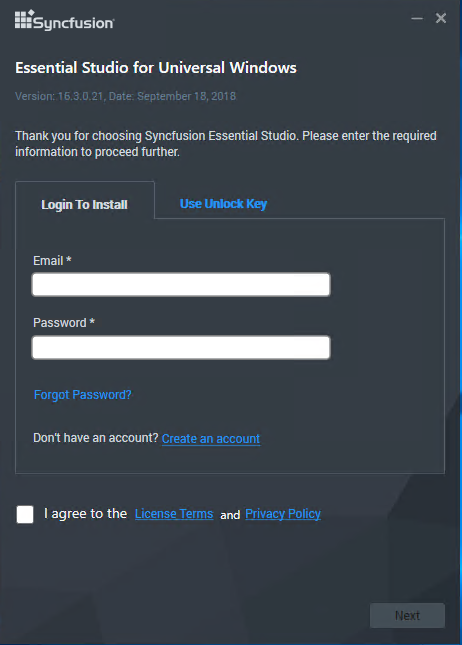 Syncfusion
Essential Studio for Universal Windows
Version: 16.3.0.21, Date: September 18, 2018
Thank you for choosing Syncfusion Essential Studio. Please enter the required
information to proceed further.
Login To Install
Use Unlock Key
Email *
Password *
Forgot Password?
Don't have an account? Create an account
I agree to the License Terms and Privacy Policy
Next